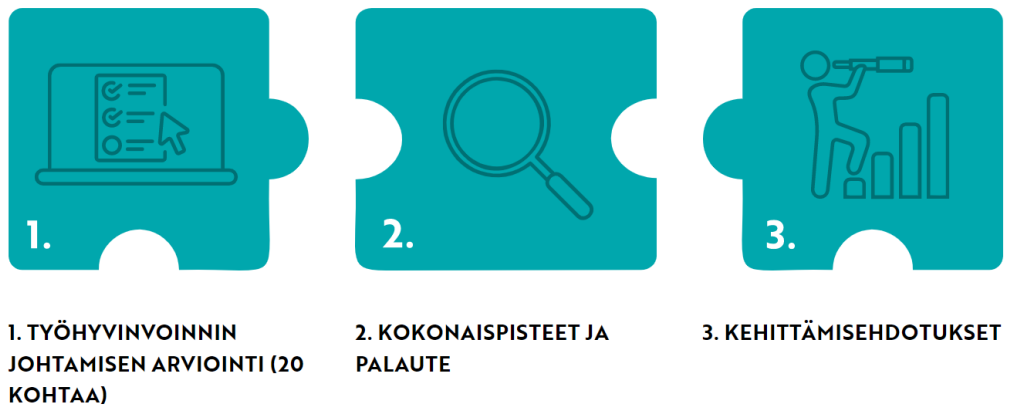 1.
2.
3.
1. TYÖHYVINVOINNIN
JOHTAMISEN ARVIOINTI (20
KOHTAA)
2. KOKONAISPISTEET JA
PALAUTE
3. KEHITTÄMISEHDOTUKSET